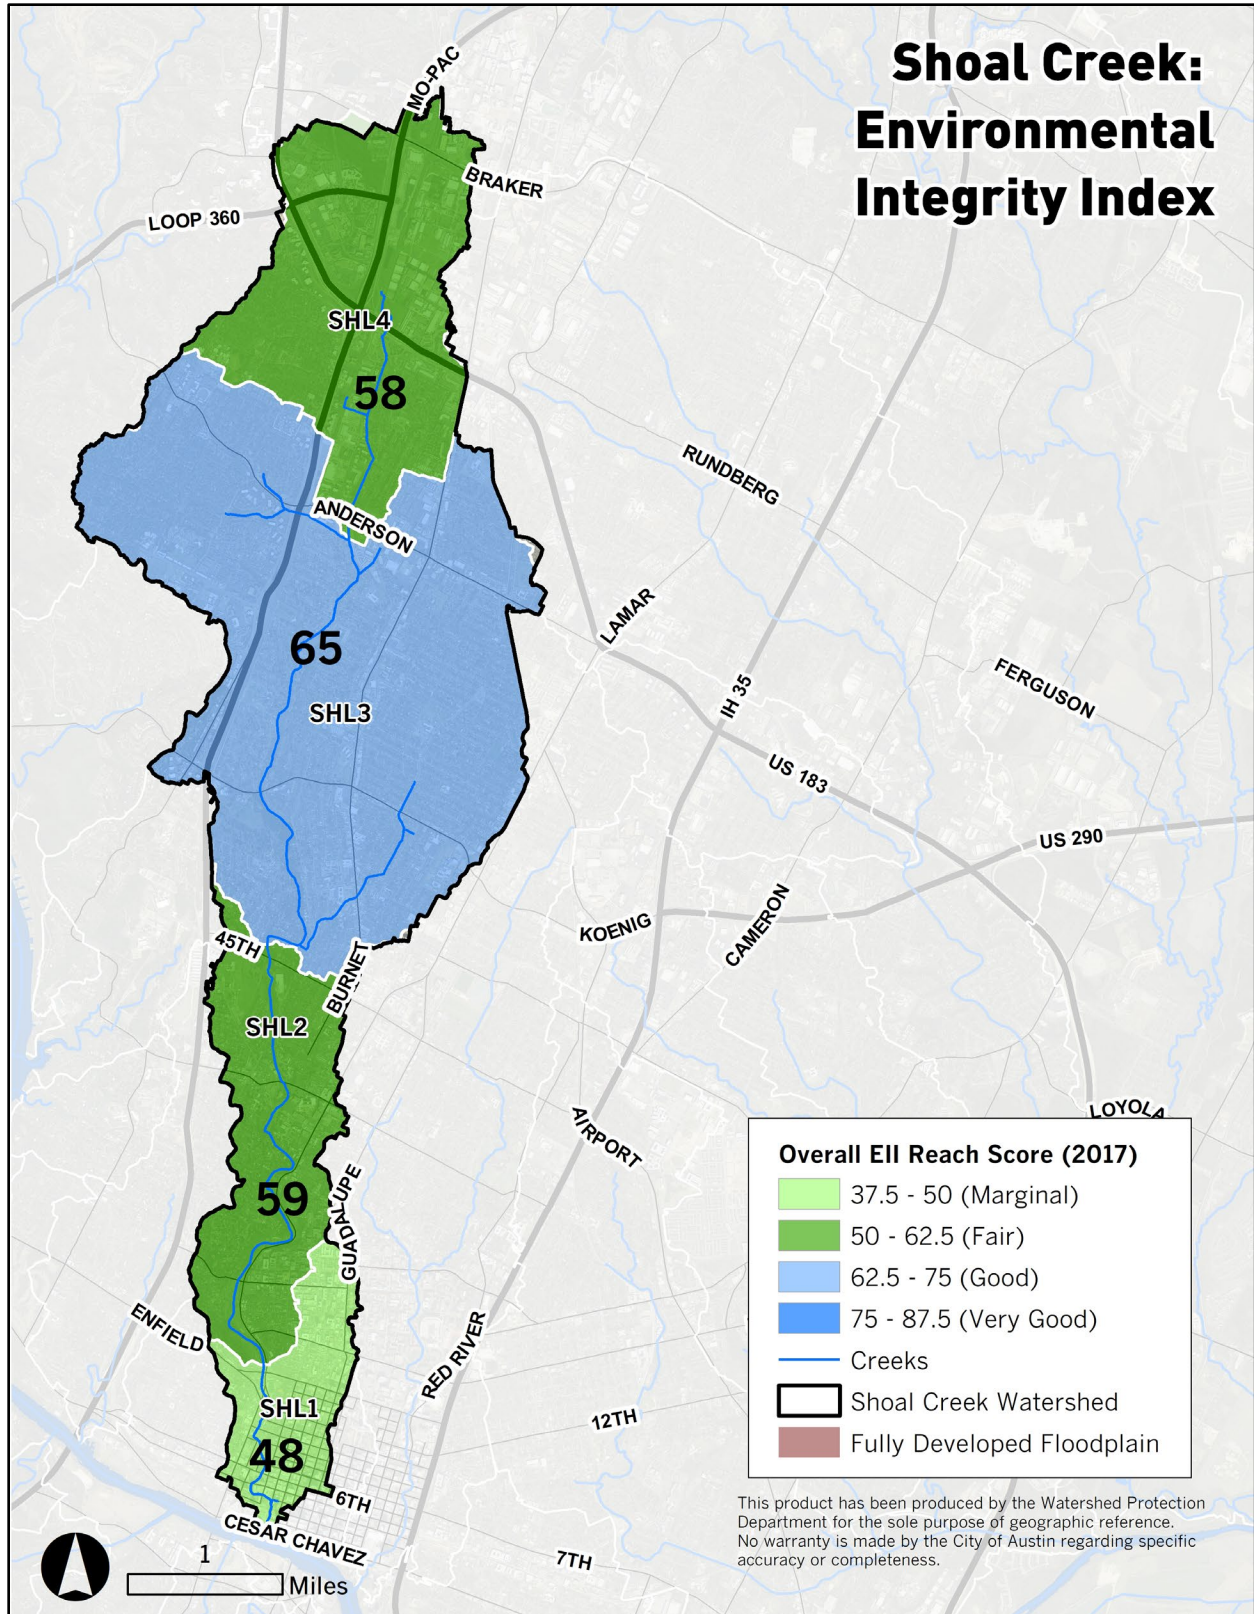 Shoal Creek:
Environmental
Integrity Index
MO-PAC
BRAKER
LOOP 360
SHL4
58
RUNDBERG
ANDERSON
LAMAR
65
FERGUSON
IH 35
SHL3
US 183
US 290
CAMERON
KOENIG
45TH
BURNET
SHL2
AIRPORT
LOYOLA
59
GUADALUPE
ENFIELD
RED RIVER
SHL1
12TH
48
6TH
CESAR CHAVEZ
7TH
Overall EII Reach Score (2017)
37.5 - 50 (Marginal)
50 - 62.5 (Fair)
62.5 - 75 (Good)
75 - 87.5 (Very Good)
Creeks
Shoal Creek Watershed
Fully Developed Floodplain
This product has been produced by the Watershed Protection
Department for the sole purpose of geographic reference.
No warranty is made by the City of Austin regarding specific
accuracy or completeness.
1
Miles